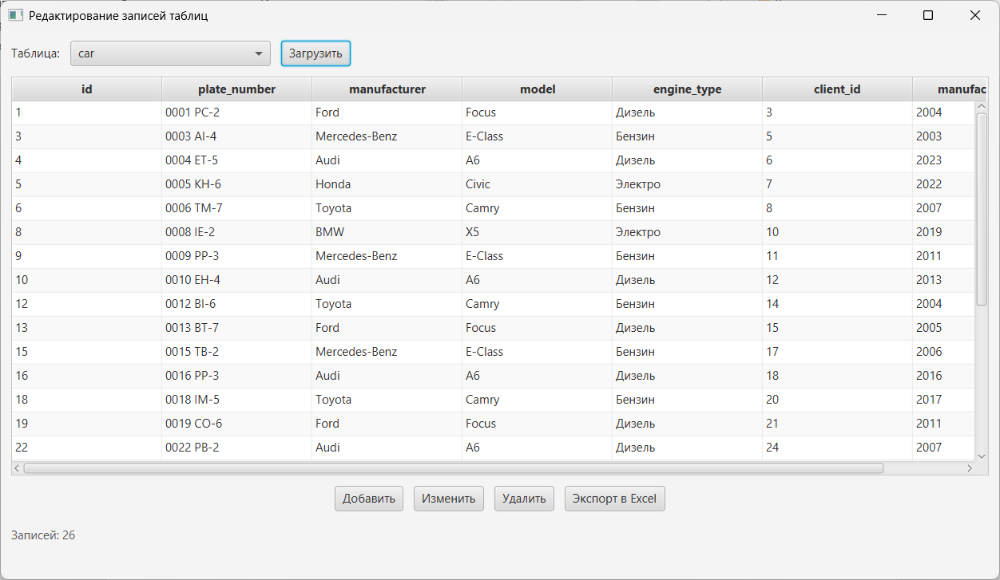 Редактирование записей таблиц
Таблица: car Загрузить
id plate_number manufacturer model engine_type client_id manufac
1 0001 PC-2 Ford Focus Дизель 3 2004
3 0003 AI-4 Mercedes-Benz E-Class Бензин 5 2003
4 0004 ET-5 Audi A6 Дизель 6 2023
5 0005 KH-6 Honda Civic Электро 7 2022
6 0006 TM-7 Toyota Camry Бензин 8 2007
8 0008 IE-2 BMW X5 Электро 10 2019
9 0009 PP-3 Mercedes-Benz E-Class Бензин 11 2011
10 0010 EH-4 Audi A6 Дизель 12 2013
12 0012 BI-6 Toyota Camry Бензин 14 2004
13 0013 BT-7 Ford Focus Дизель 15 2005
15 0015 TB-2 Mercedes-Benz E-Class Бензин 17 2006
16 0016 PP-3 Audi A6 Дизель 18 2016
18 0018 IM-5 Toyota Camry Бензин 20 2017
19 0019 CO-6 Ford Focus Дизель 21 2011
22 0022 PB-2 Audi A6 Дизель 24 2007
Добавить Изменить Удалить Экспорт в Excel
Записей: 26